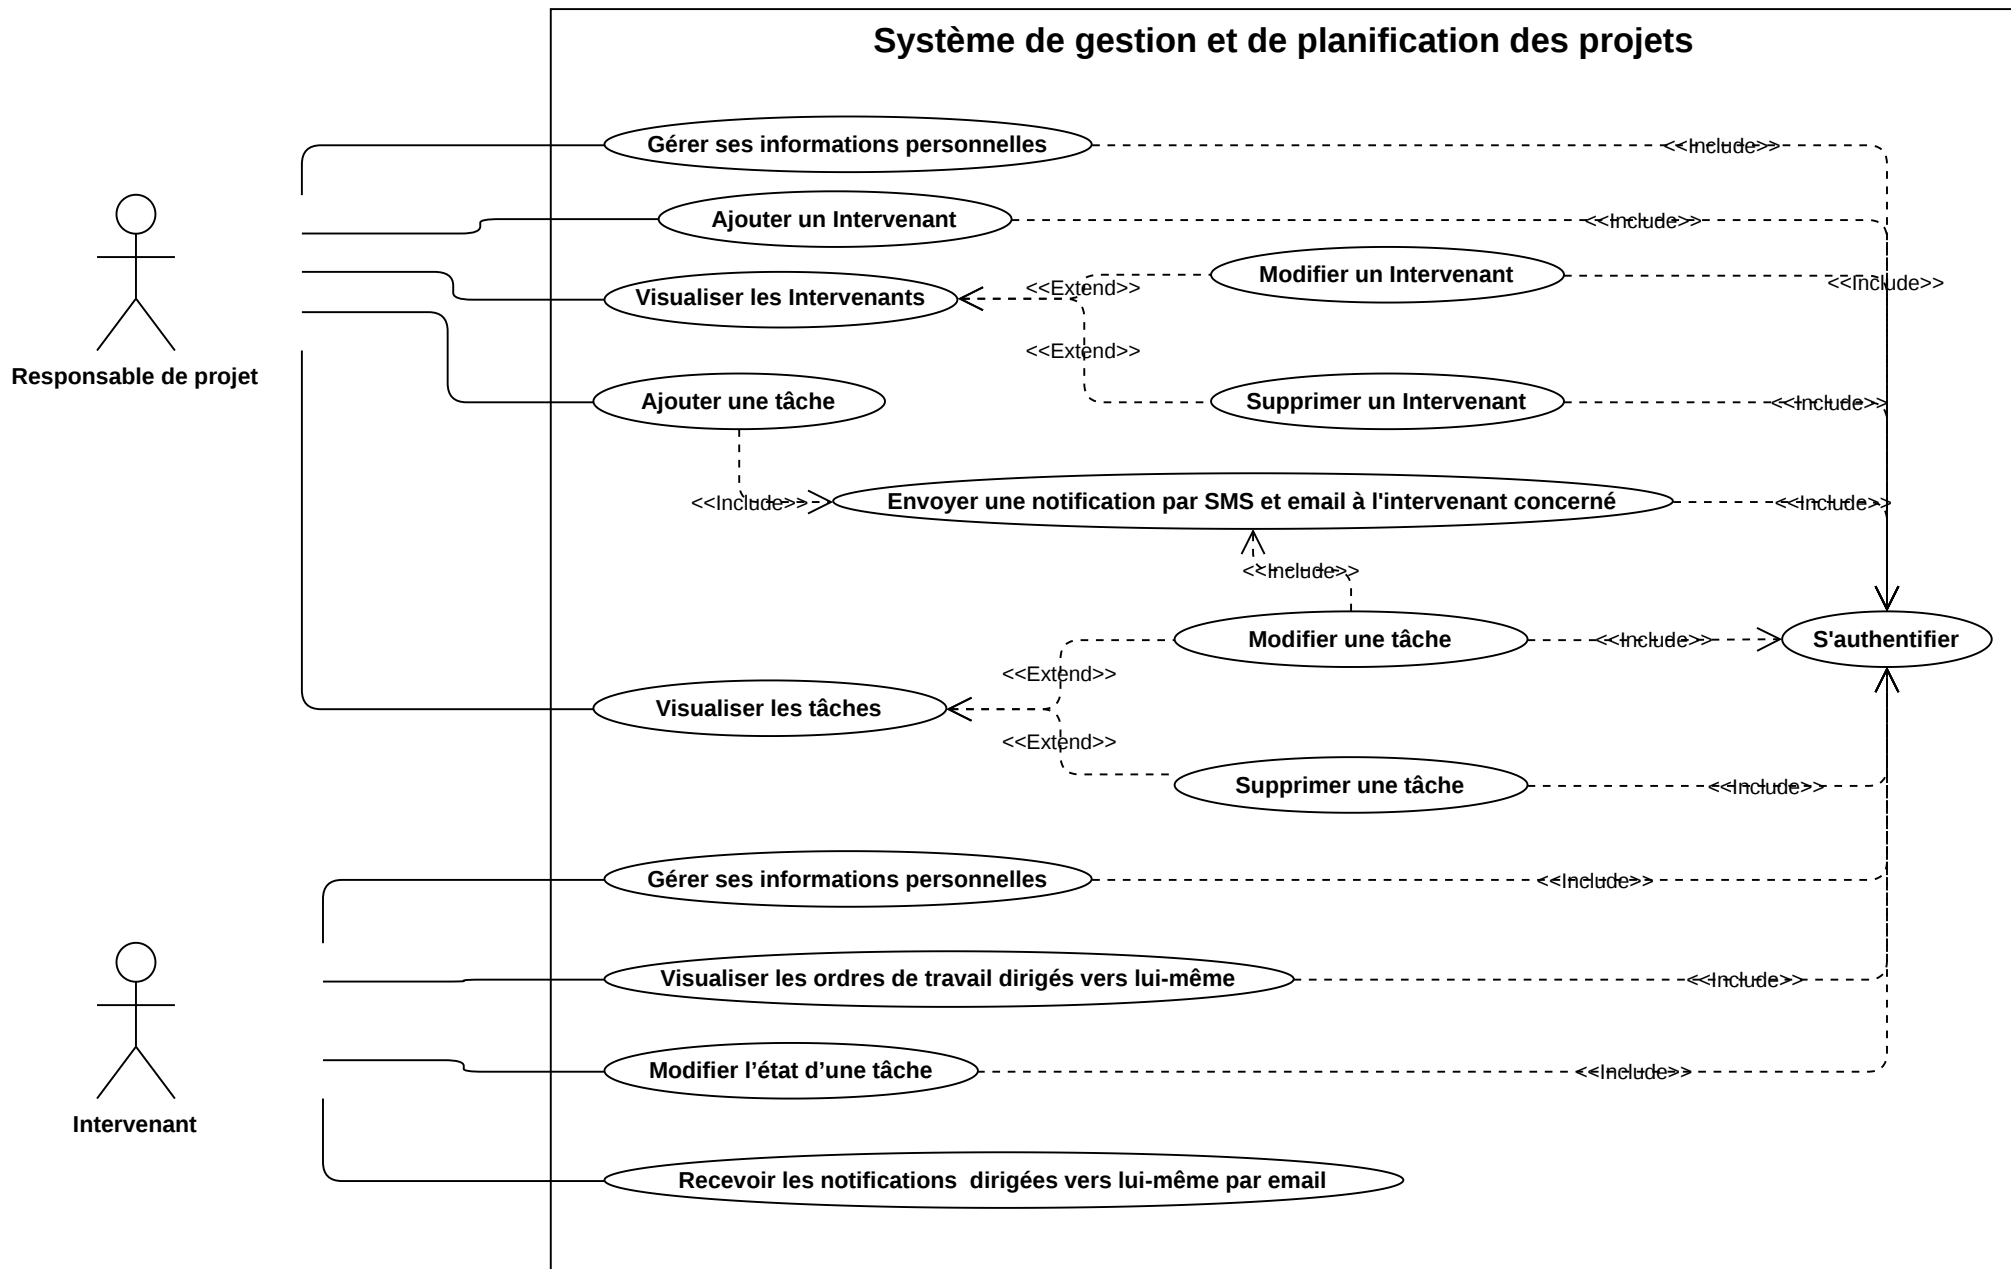 Système de gestion et de planification des projets
Gérer ses informations personnelles
<<Include>>
Ajouter un Intervenant
<<Include>>
Modifier un Intervenant
<<Include>>
<<Extend>>
Visualiser les Intervenants
<<Extend>>
Responsable de projet
Ajouter une tâche
Supprimer un Intervenant
<<Include>>
<<Include>>
Envoyer une notification par SMS et email à l'intervenant concerné
<<Include>>
<<Include>>
Modifier une tâche
<<Include>>
S'authentifier
<<Extend>>
Visualiser les tâches
<<Extend>>
Supprimer une tâche
<<Include>>
Gérer ses informations personnelles
<<Include>>
Visualiser les ordres de travail dirigés vers lui-même
<<Include>>
Modifier l’état d’une tâche
<<Include>>
Intervenant
Recevoir les notifications  dirigées vers lui-même par email